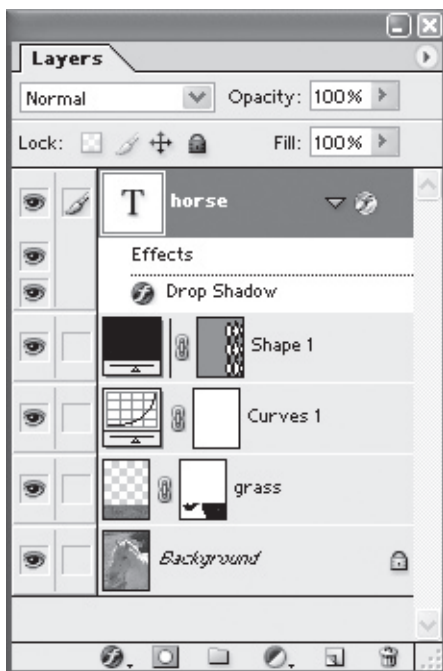 Layers
Normal Opacity: 100%
Lock: Fill: 100%
T horse
Effects
Drop Shadow
Shape 1
Curves 1
grass
Background